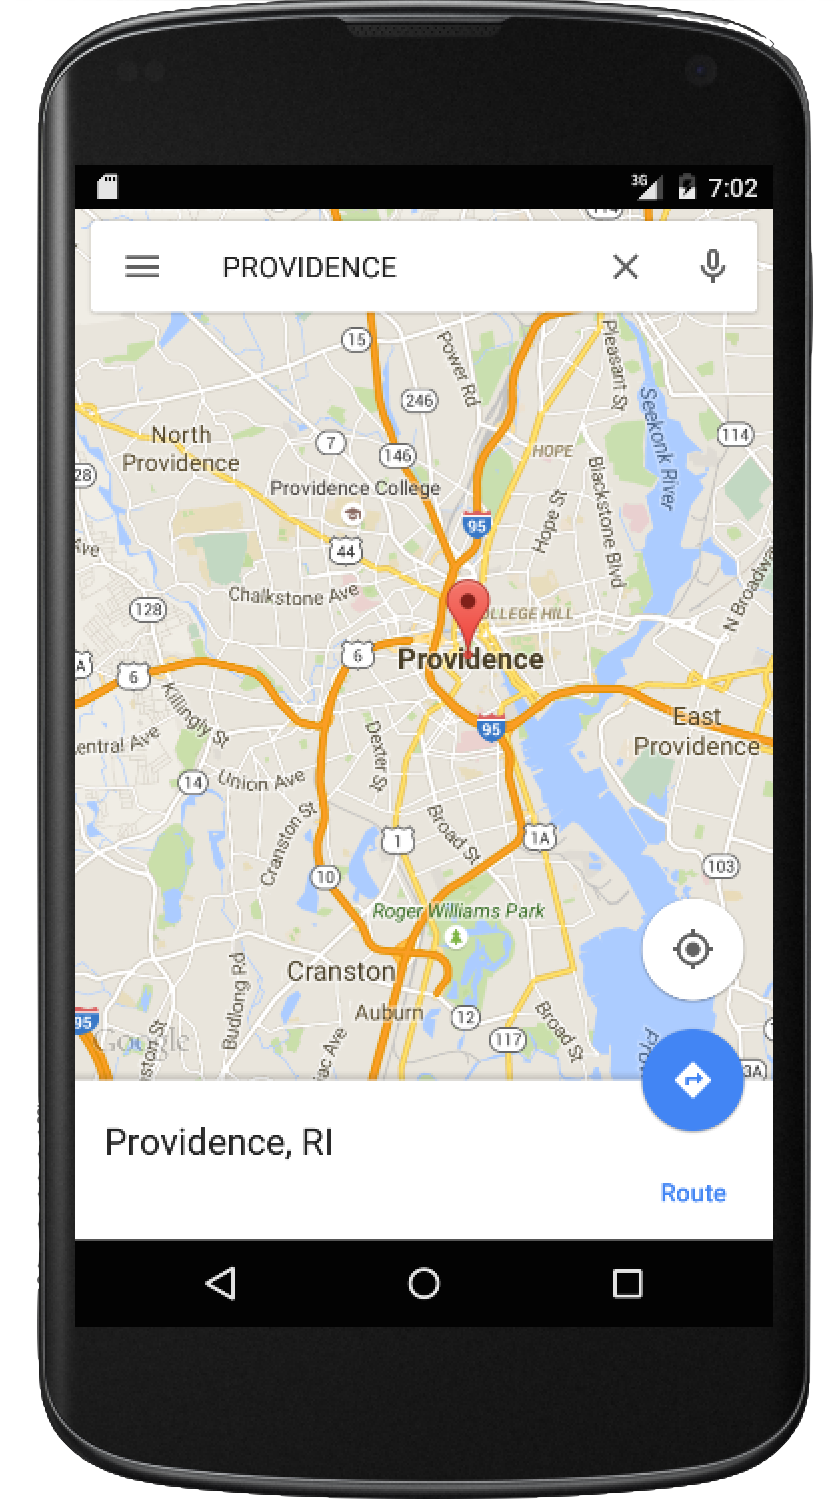 3G 7:02
114
PROVIDENCE
15
Power Rd
Pleasant St
246
Seekonk River
North
Providence
7
146
114
HOPE
28
Providence College
Blackstone Blvd
Hope St
95
44
Ave
N Broadway
Chalkstone Ave
128
COLLEGE HILL
6
Providence
A
6
Killingly St
East
Providence
95
Central Ave
Dexter St
14
Union Ave
Cranston St
Broad St
1
1A
103
10
Roger Williams Park
Cranston
Budlong Rd
Auburn
12
95
Google
117
Broad St
3A
Providence, RI
Route